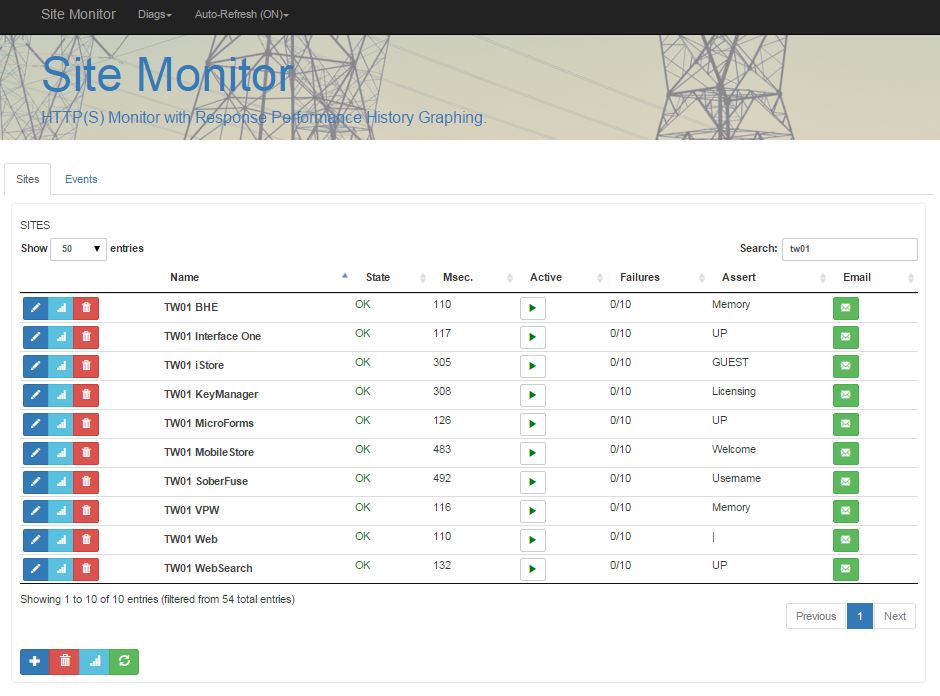 Site Monitor Diags Auto-Refresh (ON)
Site Monitor
HTTP(S) Monitor with Response Performance History Graphing.
Sites Events
SITES
Show 50 entries Search: tw01
Name State Msec. Active Failures Assert Email
TW01 BHE OK 110 0/10 Memory
TW01 Interface One OK 117 0/10 UP
TW01 iStore OK 305 0/10 GUEST
TW01 KeyManager OK 308 0/10 Licensing
TW01 MicroForms OK 126 0/10 UP
TW01 MobileStore OK 483 0/10 Welcome
TW01 SoberFuse OK 492 0/10 Username
TW01 VPW OK 116 0/10 Memory
TW01 Web OK 110 0/10 |
TW01 WebSearch OK 132 0/10 UP
Showing 1 to 10 of 10 entries (filtered from 54 total entries)
Previous 1 Next